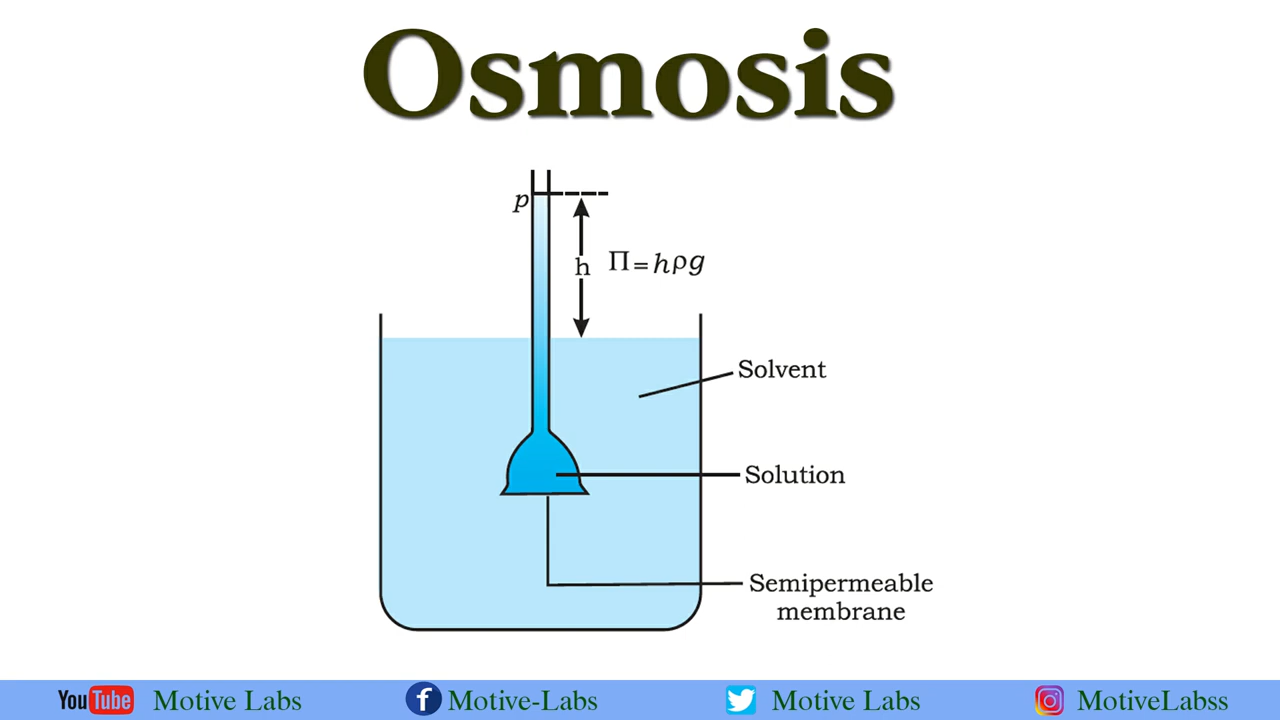 Osmosis
p
h
Π=hρg
Solvent
Solution
Semipermeable
membrane
YouTube Motive Labs
f Motive-Labs
Motive Labs
MotiveLabss